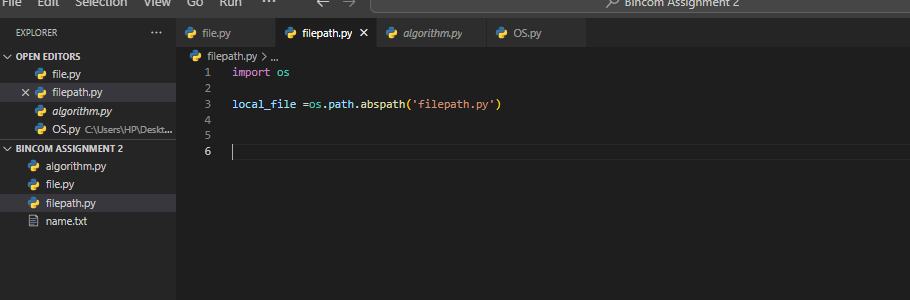 File Edit Selection View Go Run ··· ← → Bincom Assignment 2
EXPLORER ···
OPEN EDITORS
file.py
× filepath.py
algorithm.py
OS.py C:\Users\HP\Deskt...
BINCOM ASSIGNMENT 2
algorithm.py
file.py
filepath.py
name.txt
file.py filepath.py × algorithm.py OS.py
filepath.py > ...
1 import os
2
3 local_file =os.path.abspath('filepath.py')
4
5
6